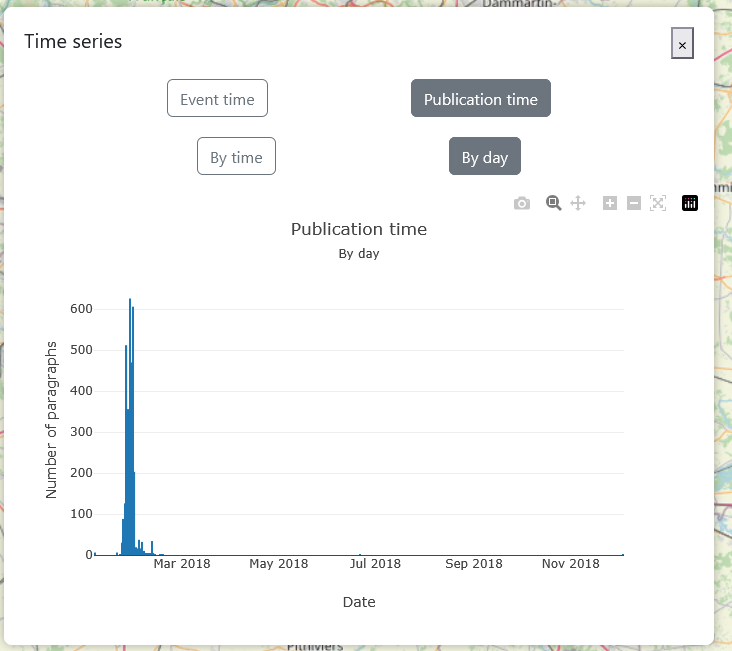 Dammartin-
Time series
×
Event time
Publication time
By time
By day
Publication time
By day
600
500
400
300
200
100
0
Number of paragraphs
Mar 2018
May 2018
Jul 2018
Sep 2018
Nov 2018
Date
Pithiviers